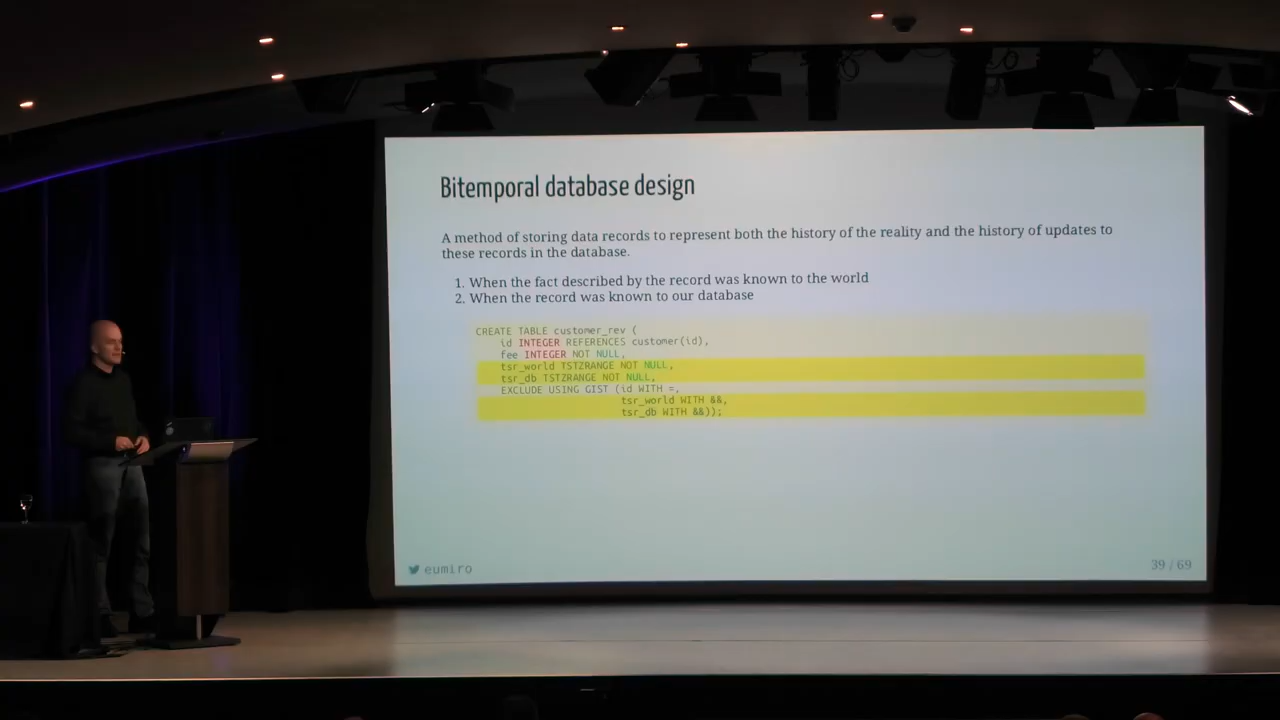 Bitemporal database design
A method of storing data records to represent both the history of the reality and the history of updates to
these records in the database.
1. When the fact described by the record was known to the world
2. When the record was known to our database
CREATE TABLE customer_rev (
id INTEGER REFERENCES customer(id),
fee INTEGER NOT NULL,
tsr_world TSTZRANGE NOT NULL,
tsr_db TSTZRANGE NOT NULL,
EXCLUDE USING GIST (id WITH =,
tsr_world WITH &&,
tsr_db WITH &&));
eumiro
39 / 69